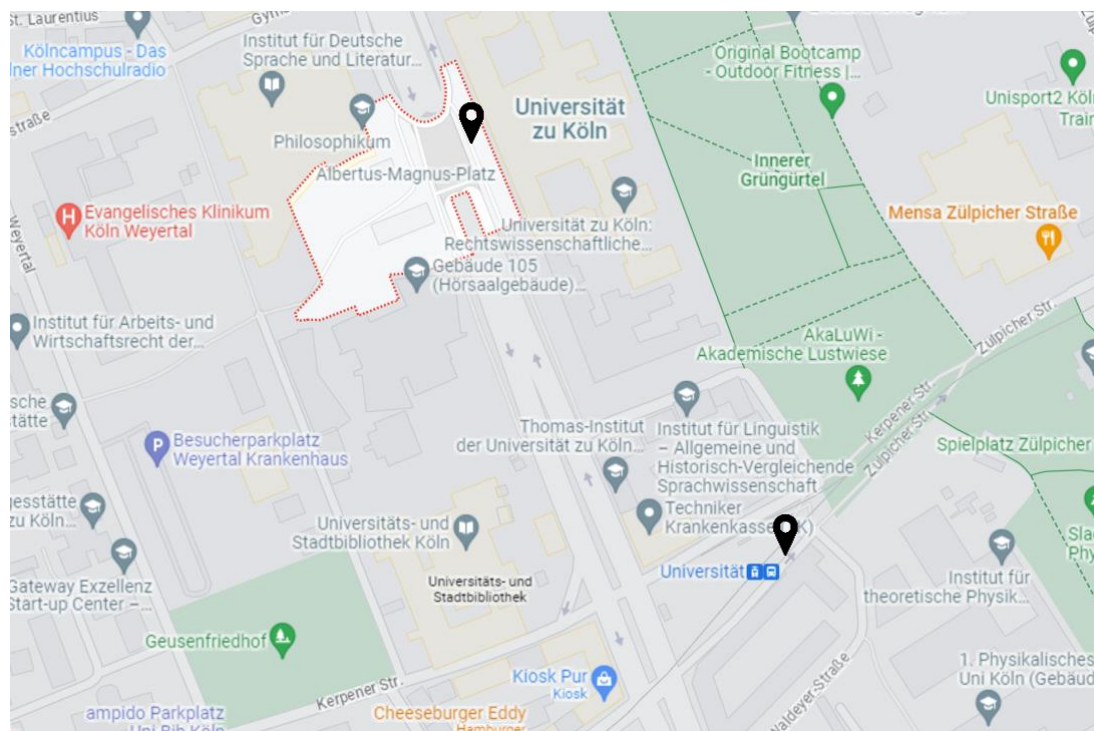 St. Laurentius
Gym
Kölncampus - Das
lner Hochschulradio
Institut für Deutsche
Sprache und Literatur...
Universität
zu Köln
Original Bootcamp
- Outdoor Fitness |...
Unisport2 Köl
Train
straße
Philosophikum
Albertus-Magnus-Platz
Innerer
Grüngürtel
Evangelisches Klinikum
Köln Weyertal
Weyertal
Universität zu Köln:
Rechtswissenschaftliche...
Mensa Zülpicher Straße
Gebäude 105
(Hörsaalgebäude)...
Institut für Arbeits- und
Wirtschaftsrecht der...
AkaLuWi -
Akademische Lustwiese
Zülpicher Str.
Kerpener Str.
Zülpicher Str.
sche
tätte
Besucherparkplatz
Weyertal Krankenhaus
Thomas-Institut
der Universität zu Köln...
Institut für Linguistik
– Allgemeine und
Historisch-Vergleichende
Sprachwissenschaft
Spielplatz Zülpicher
gesstätte
zu Köln...
Universitäts- und
Stadtbibliothek Köln
Techniker
Krankenkasse
K)
Slac
Phy
Universität
Gateway Exzellenz
Start-up Center –...
Universitäts- und
Stadtbibliothek
Institut für
theoretische Physik...
Geusenfriedhof
Kerpener Str.
Kiosk Pur
Kiosk
Waldeyer-Straße
1. Physikalisches
Uni Köln (Gebäud
ampido Parkplatz
Uni Bib Köln
Cheeseburger Eddy
Hamburger